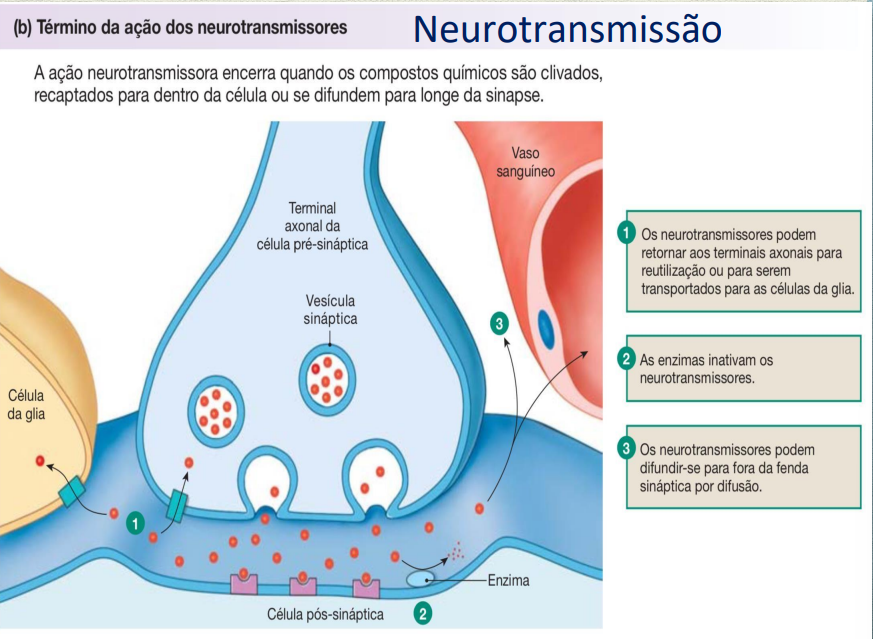 (b) Término da ação dos neurotransmissores
Neurotransmissão
A ação neurotransmissora encerra quando os compostos químicos são clivados,
recaptados para dentro da célula ou se difundem para longe da sinapse.
Vaso
sanguíneo
Terminal
axonal da
célula pré-sináptica
Vesícula
sináptica
3
Célula
da glia
1
Enzima
Célula pós-sináptica
2
1 Os neurotransmissores podem
retornar aos terminais axonais para
reutilização ou para serem
transportados para as células da glia.
2 As enzimas inativam os
neurotransmissores.
3 Os neurotransmissores podem
difundir-se para fora da fenda
sináptica por difusão.